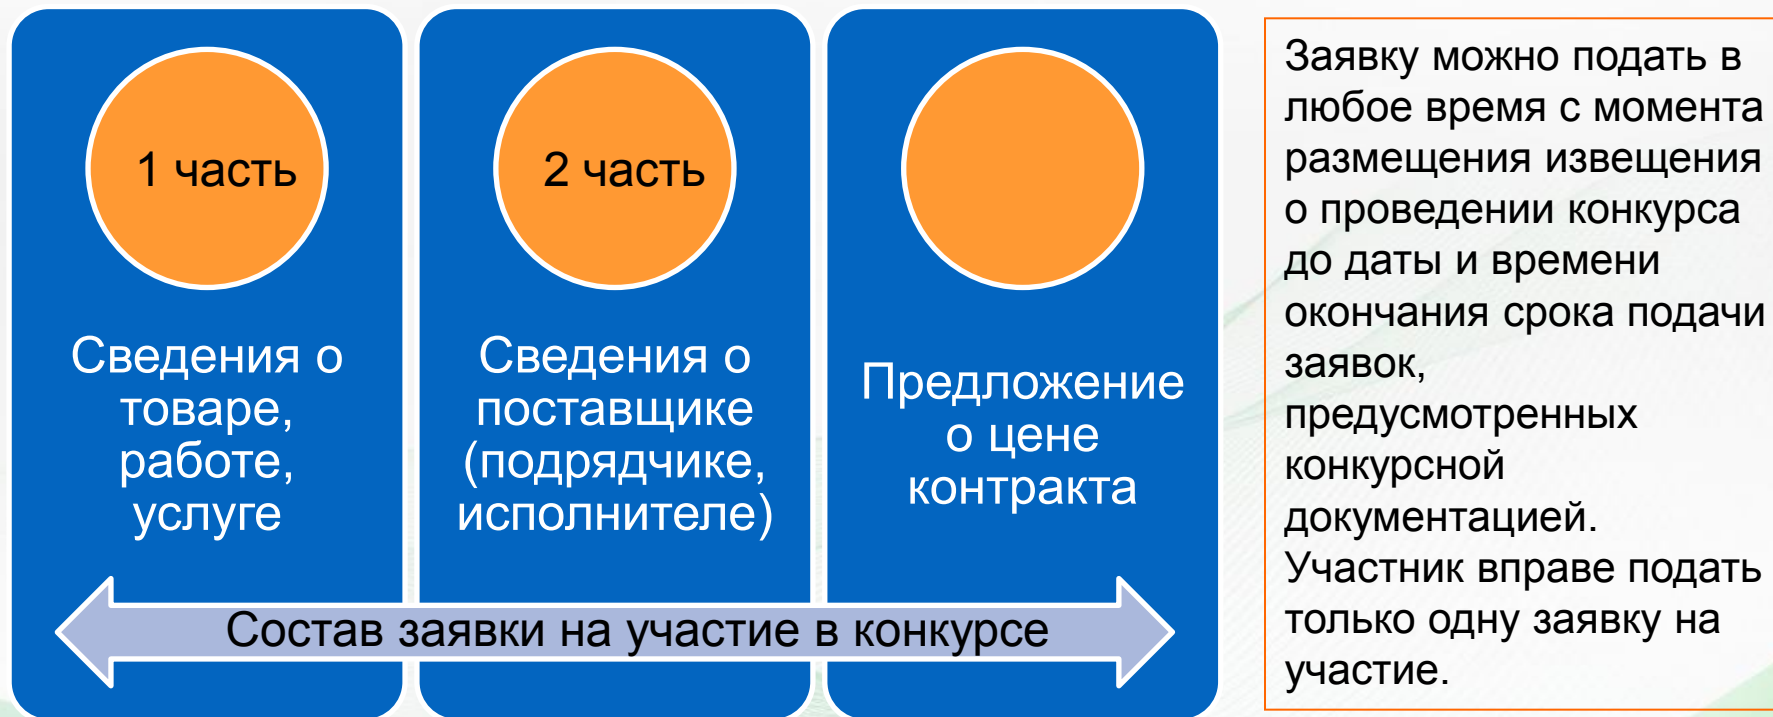 1 часть
Сведения о
товаре,
работе,
услуге
2 часть
Сведения о
поставщике
(подрядчике,
исполнителе)
Предложение
о цене
контракта
Состав заявки на участие в конкурсе
Заявку можно подать в
любое время с момента
размещения извещения
о проведении конкурса
до даты и времени
окончания срока подачи
заявок,
предусмотренных
конкурсной
документацией.
Участник вправе подать
только одну заявку на
участие.